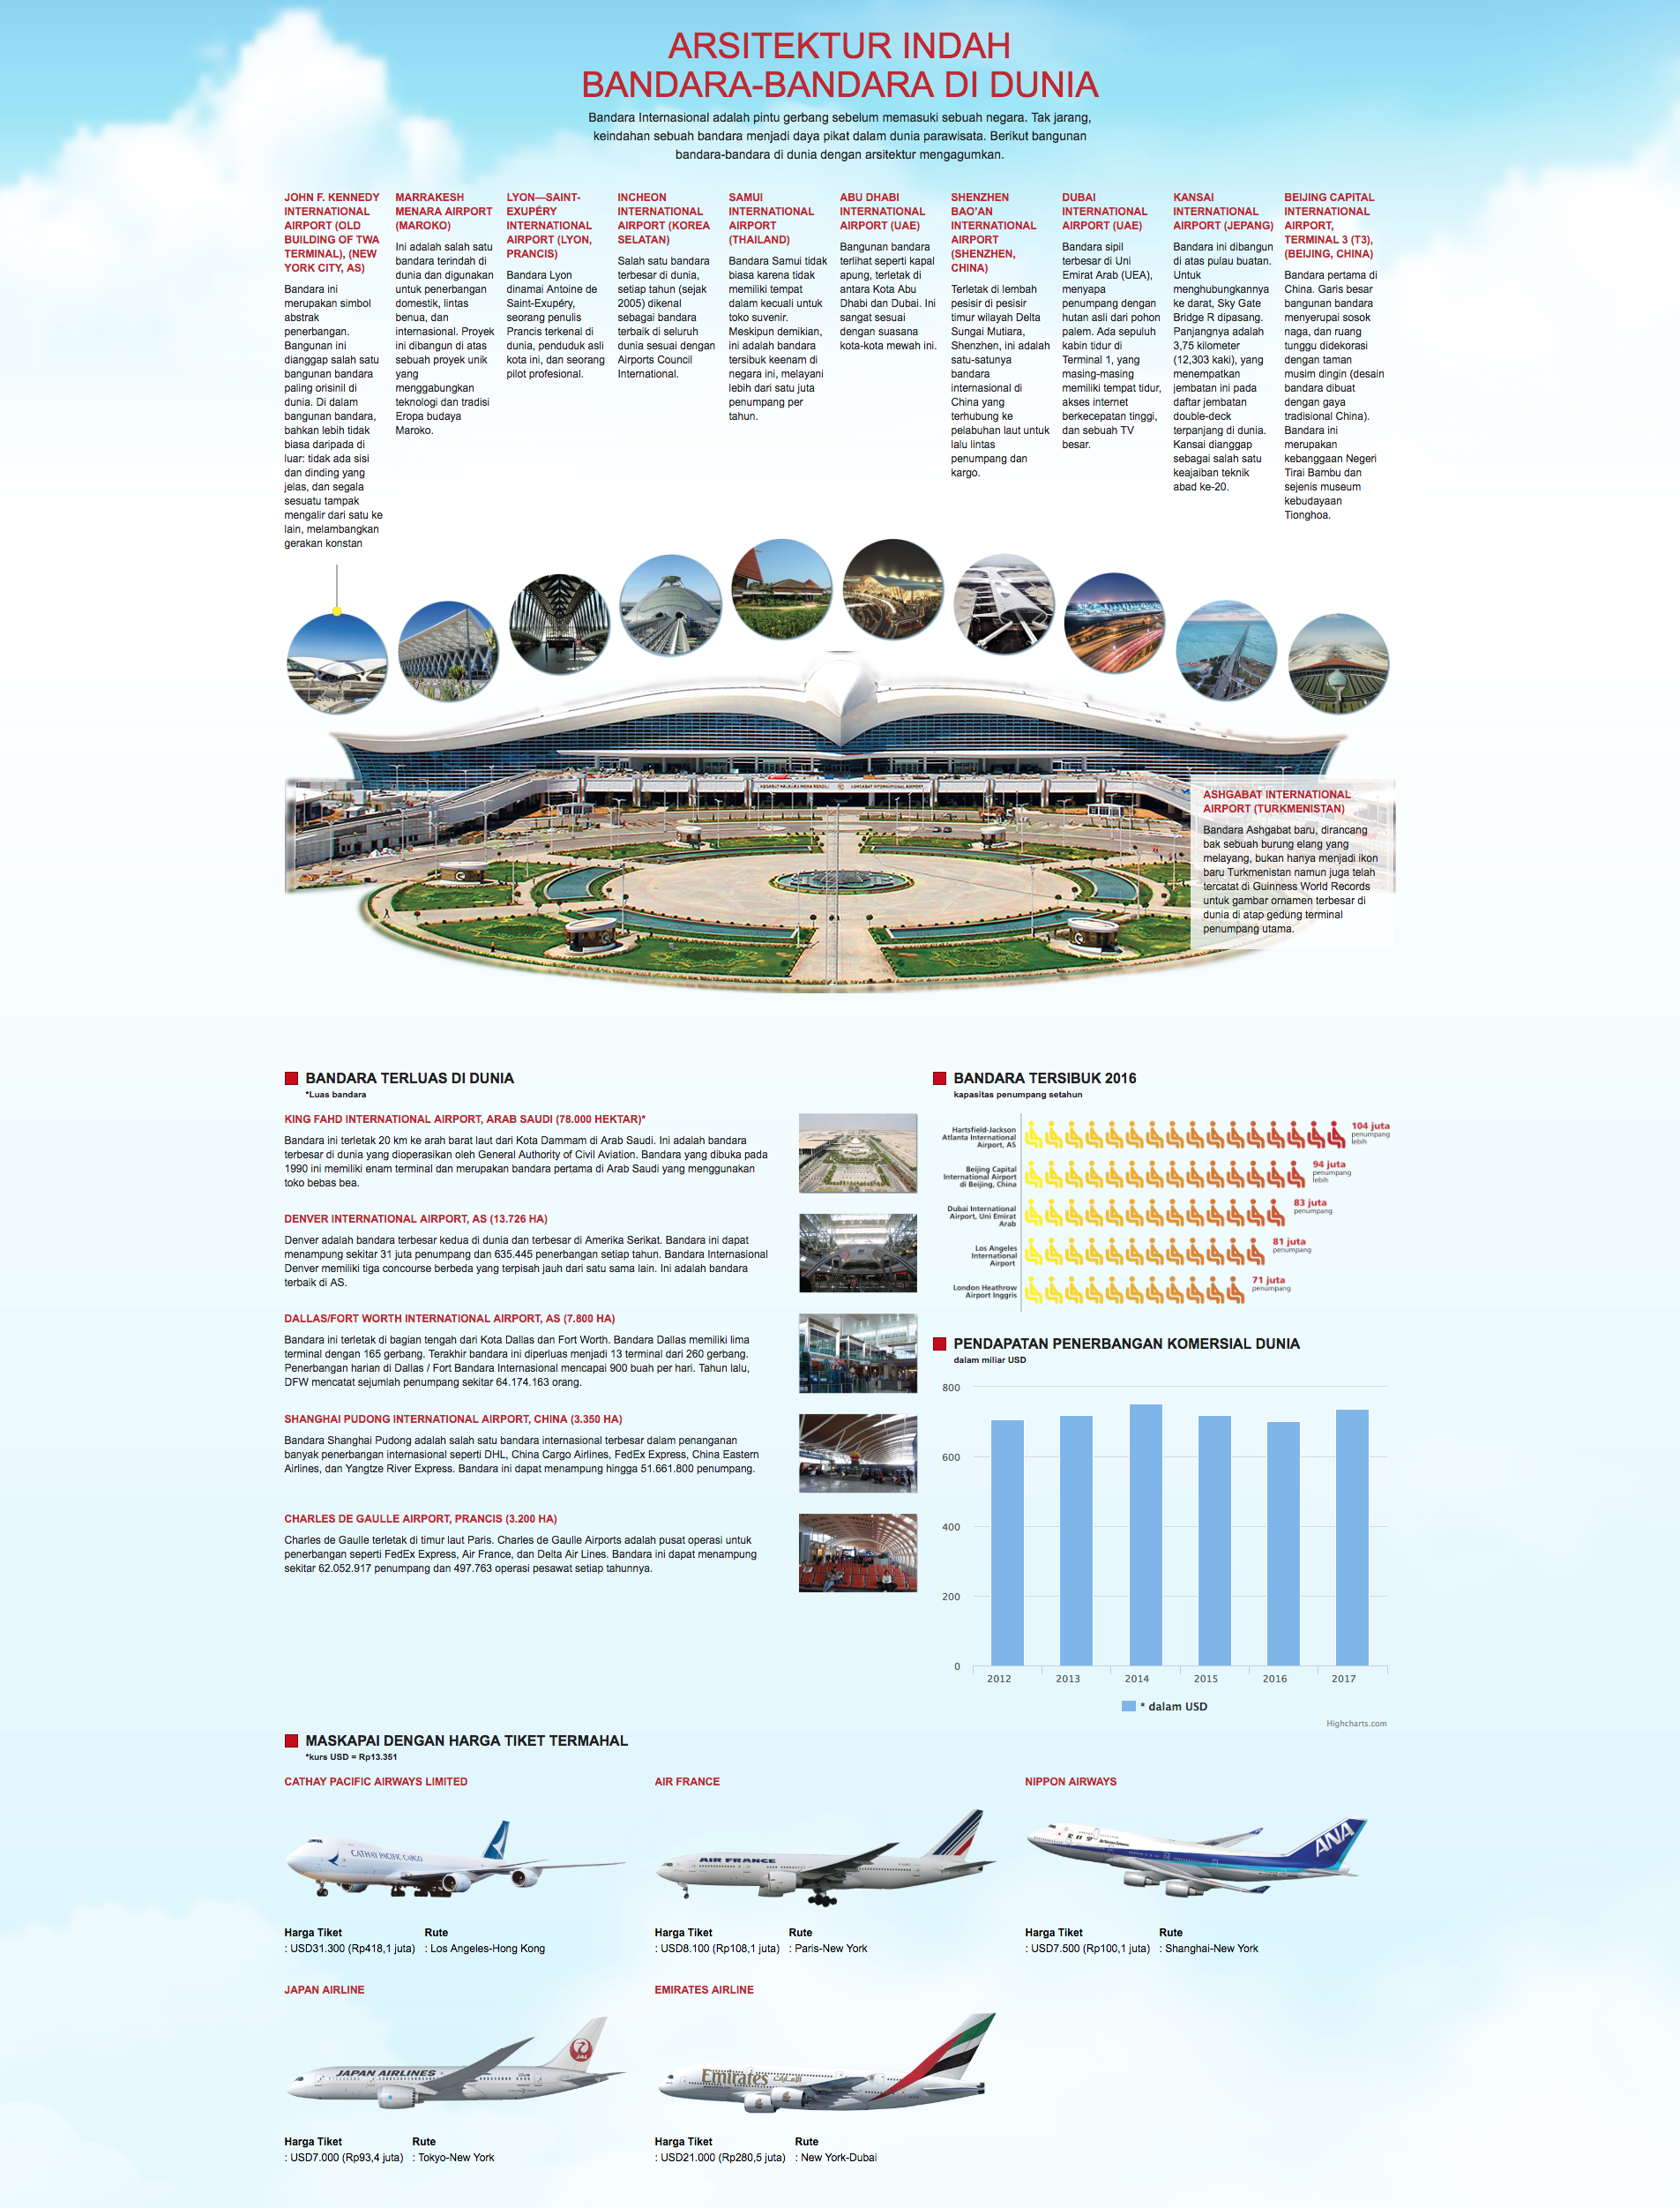 ARSITEKTUR INDAH
BANDARA-BANDARA DI DUNIA
Bandara Internasional adalah pintu gerbang sebelum memasuki sebuah negara. Tak jarang,
keindahan sebuah bandara menjadi daya pikat dalam dunia parawisata. Berikut bangunan
bandara-bandara di dunia dengan arsitektur mengagumkan.
JOHN F. KENNEDY
INTERNATIONAL
AIRPORT (OLD
BUILDING OF TWA
TERMINAL), (NEW
YORK CITY, AS)
Bandara ini
merupakan simbol
abstrak
penerbangan.
Bangunan ini
dianggap salah satu
bangunan bandara
paling orisinil di
dunia. Di dalam
bangunan bandara,
bahkan lebih tidak
biasa daripada di
luar: tidak ada sisi
dan dinding yang
jelas, dan segala
sesuatu tampak
mengalir dari satu ke
lain, melambangkan
gerakan konstan
MARRAKESH
MENARA AIRPORT
(MAROKO)
Ini adalah salah satu
bandara terindah di
dunia dan digunakan
untuk penerbangan
domestik, lintas
benua, dan
internasional. Proyek
ini dibangun di atas
sebuah proyek unik
yang
menggabungkan
teknologi dan tradisi
Eropa budaya
Maroko.
LYON—SAINT-
EXUPÉRY
INTERNATIONAL
AIRPORT (LYON,
PRANCIS)
Bandara Lyon
dinamai Antoine de
Saint-Exupéry,
seorang penulis
Prancis terkenal di
dunia, penduduk asli
kota ini, dan seorang
pilot profesional.
INCHEON
INTERNATIONAL
AIRPORT (KOREA
SELATAN)
Salah satu bandara
terbesar di dunia,
setiap tahun (sejak
2005) dikenal
sebagai bandara
terbaik di seluruh
dunia sesuai dengan
Airports Council
International.
SAMUI
INTERNATIONAL
AIRPORT
(THAILAND)
Bandara Samui tidak
biasa karena tidak
memiliki tempat
dalam kecuali untuk
toko suvenir.
Meskipun demikian,
ini adalah bandara
tersibuk keenam di
negara ini, melayani
lebih dari satu juta
penumpang per
tahun.
ABU DHABI
INTERNATIONAL
AIRPORT (UAE)
Bangunan bandara
terlihat seperti kapal
apung, terletak di
antara Kota Abu
Dhabi dan Dubai. Ini
sangat sesuai
dengan suasana
kota-kota mewah ini.
SHENZHEN
BAO'AN
INTERNATIONAL
AIRPORT
(SHENZHEN,
CHINA)
Terletak di lembah
pesisir di pesisir
timur wilayah Delta
Sungai Mutiara,
Shenzhen, ini adalah
satu-satunya
bandara
internasional di
China yang
terhubung ke
pelabuhan laut untuk
lalu lintas
penumpang dan
kargo.
DUBAI
INTERNATIONAL
AIRPORT (UAE)
Bandara sipil
terbesar di Uni
Emirat Arab (UEA),
menyapa
penumpang dengan
hutan asli dari pohon
palem. Ada sepuluh
kabin tidur di
Terminal 1, yang
masing-masing
memiliki tempat tidur,
akses internet
berkecepatan tinggi,
dan sebuah TV
besar.
KANSAI
INTERNATIONAL
AIRPORT (JEPANG)
Bandara ini dibangun
di atas pulau buatan.
Untuk
menghubungkannya
ke darat, Sky Gate
Bridge R dipasang.
Panjangnya adalah
3,75 kilometer
(12,303 kaki), yang
menempatkan
jembatan ini pada
daftar jembatan
double-deck
terpanjang di dunia.
Kansai dianggap
sebagai salah satu
keajaiban teknik
abad ke-20.
BEIJING CAPITAL
INTERNATIONAL
AIRPORT,
TERMINAL 3 (T3),
(BEIJING, CHINA)
Bandara pertama di
China. Garis besar
bangunan bandara
menyerupai sosok
naga, dan ruang
tunggu didekorasi
dengan taman
musim dingin (desain
bandara dibuat
dengan gaya
tradisional China).
Bandara ini
merupakan
kebanggaan Negeri
Tirai Bambu dan
sejenis museum
kebudayaan
Tionghoa.
ASHGABAT INTERNATIONAL AIRPORT
ASHGABAT INTERNATIONAL
AIRPORT (TURKMENISTAN)
Bandara Ashgabat baru, dirancang
bak sebuah burung elang yang
melayang, bukan hanya menjadi ikon
baru Turkmenistan namun juga telah
tercatat di Guinness World Records
untuk gambar ornamen terbesar di
dunia di atap gedung terminal
penumpang utama.
BANDARA TERLUAS DI DUNIA
*Luas bandara
KING FAHD INTERNATIONAL AIRPORT, ARAB SAUDI (78.000 HEKTAR)*
Bandara ini terletak 20 km ke arah barat laut dari Kota Dammam di Arab Saudi. Ini adalah bandara
terbesar di dunia yang dioperasikan oleh General Authority of Civil Aviation. Bandara yang dibuka pada
1990 ini memiliki enam terminal dan merupakan bandara pertama di Arab Saudi yang menggunakan
toko bebas bea.
DENVER INTERNATIONAL AIRPORT, AS (13.726 HA)
Denver adalah bandara terbesar kedua di dunia dan terbesar di Amerika Serikat. Bandara ini dapat
menampung sekitar 31 juta penumpang dan 635.445 penerbangan setiap tahun. Bandara Internasional
Denver memiliki tiga concourse berbeda yang terpisah jauh dari satu sama lain. Ini adalah bandara
terbaik di AS.
DALLAS/FORT WORTH INTERNATIONAL AIRPORT, AS (7.800 HA)
Bandara ini terletak di bagian tengah dari Kota Dallas dan Fort Worth. Bandara Dallas memiliki lima
terminal dengan 165 gerbang. Terakhir bandara ini diperluas menjadi 13 terminal dari 260 gerbang.
Penerbangan harian di Dallas / Fort Bandara Internasional mencapai 900 buah per hari. Tahun lalu,
DFW mencatat sejumlah penumpang sekitar 64.174.163 orang.
SHANGHAI PUDONG INTERNATIONAL AIRPORT, CHINA (3.350 HA)
Bandara Shanghai Pudong adalah salah satu bandara internasional terbesar dalam penanganan
banyak penerbangan internasional seperti DHL, China Cargo Airlines, FedEx Express, China Eastern
Airlines, dan Yangtze River Express. Bandara ini dapat menampung hingga 51.661.800 penumpang.
CHARLES DE GAULLE AIRPORT, PRANCIS (3.200 HA)
Charles de Gaulle terletak di timur laut Paris. Charles de Gaulle Airports adalah pusat operasi untuk
penerbangan seperti FedEx Express, Air France, dan Delta Air Lines. Bandara ini dapat menampung
sekitar 62.052.917 penumpang dan 497.763 operasi pesawat setiap tahunnya.
BANDARA TERSIBUK 2016
kapasitas penumpang setahun
Hartsfield-Jackson
Atlanta International
Airport, AS
104 juta
penumpang
lebih
Beijing Capital
International Airport
di Beijing, China
94 juta
penumpang
lebih
Dubai International
Airport, Uni Emirat
Arab
83 juta
penumpang
Los Angeles
International
Airport
81 juta
penumpang
London Heathrow
Airport Inggris
71 juta
penumpang
PENDAPATAN PENERBANGAN KOMERSIAL DUNIA
dalam miliar USD
800
600
400
200
0
2012 2013 2014 2015 2016 2017
* dalam USD
Highcharts.com
MASKAPAI DENGAN HARGA TIKET TERMAHAL
*kurs USD = Rp13.351
CATHAY PACIFIC AIRWAYS LIMITED
CATHAY PACIFIC CARGO
Harga Tiket Rute
: USD31.300 (Rp418,1 juta) : Los Angeles-Hong Kong
AIR FRANCE
AIR FRANCE
Harga Tiket Rute
: USD8.100 (Rp108,1 juta) : Paris-New York
NIPPON AIRWAYS
ANA
Harga Tiket Rute
: USD7.500 (Rp100,1 juta) : Shanghai-New York
JAPAN AIRLINE
JAL
JAPAN AIRLINES
Harga Tiket Rute
: USD7.000 (Rp93,4 juta) : Tokyo-New York
EMIRATES AIRLINE
Emirates
Harga Tiket Rute
: USD21.000 (Rp280,5 juta) : New York-Dubai